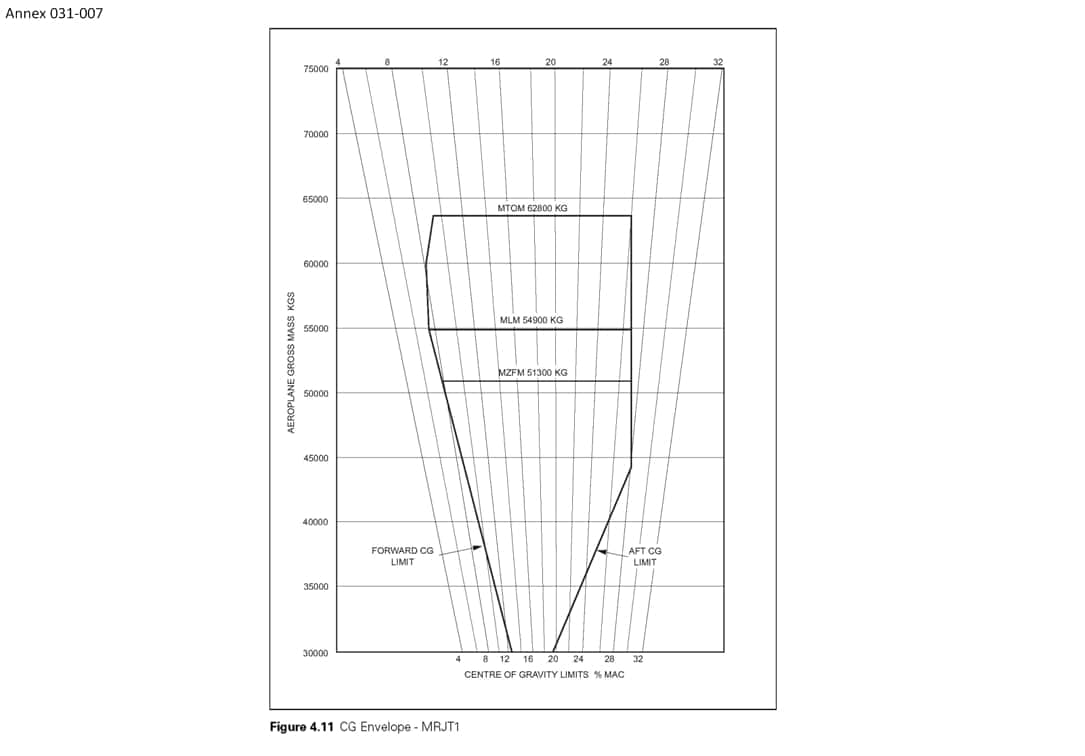 Annex 031-007
4 8 12 16 20 24 28 32
75000
70000
65000
MTOM 62800 KG
60000
AEROPLANE GROSS MASS KGS
55000
MLM 54900 KG
MZFM 51300 KG
50000
45000
40000
FORWARD CG
LIMIT
AFT CG
LIMIT
35000
30000
4 8 12 16 20 24 28 32
CENTRE OF GRAVITY LIMITS % MAC
Figure 4.11 CG Envelope - MRJT1